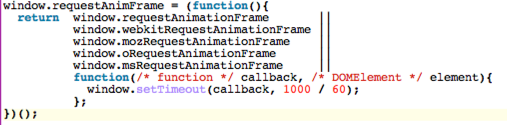 window.requestAnimFrame = (function(){
  return  window.requestAnimationFrame       ||
          window.webkitRequestAnimationFrame ||
          window.mozRequestAnimationFrame    ||
          window.oRequestAnimationFrame      ||
          window.msRequestAnimationFrame     ||
          function(/* function */ callback, /* DOMElement */ element){
            window.setTimeout(callback, 1000 / 60);
          };
})();